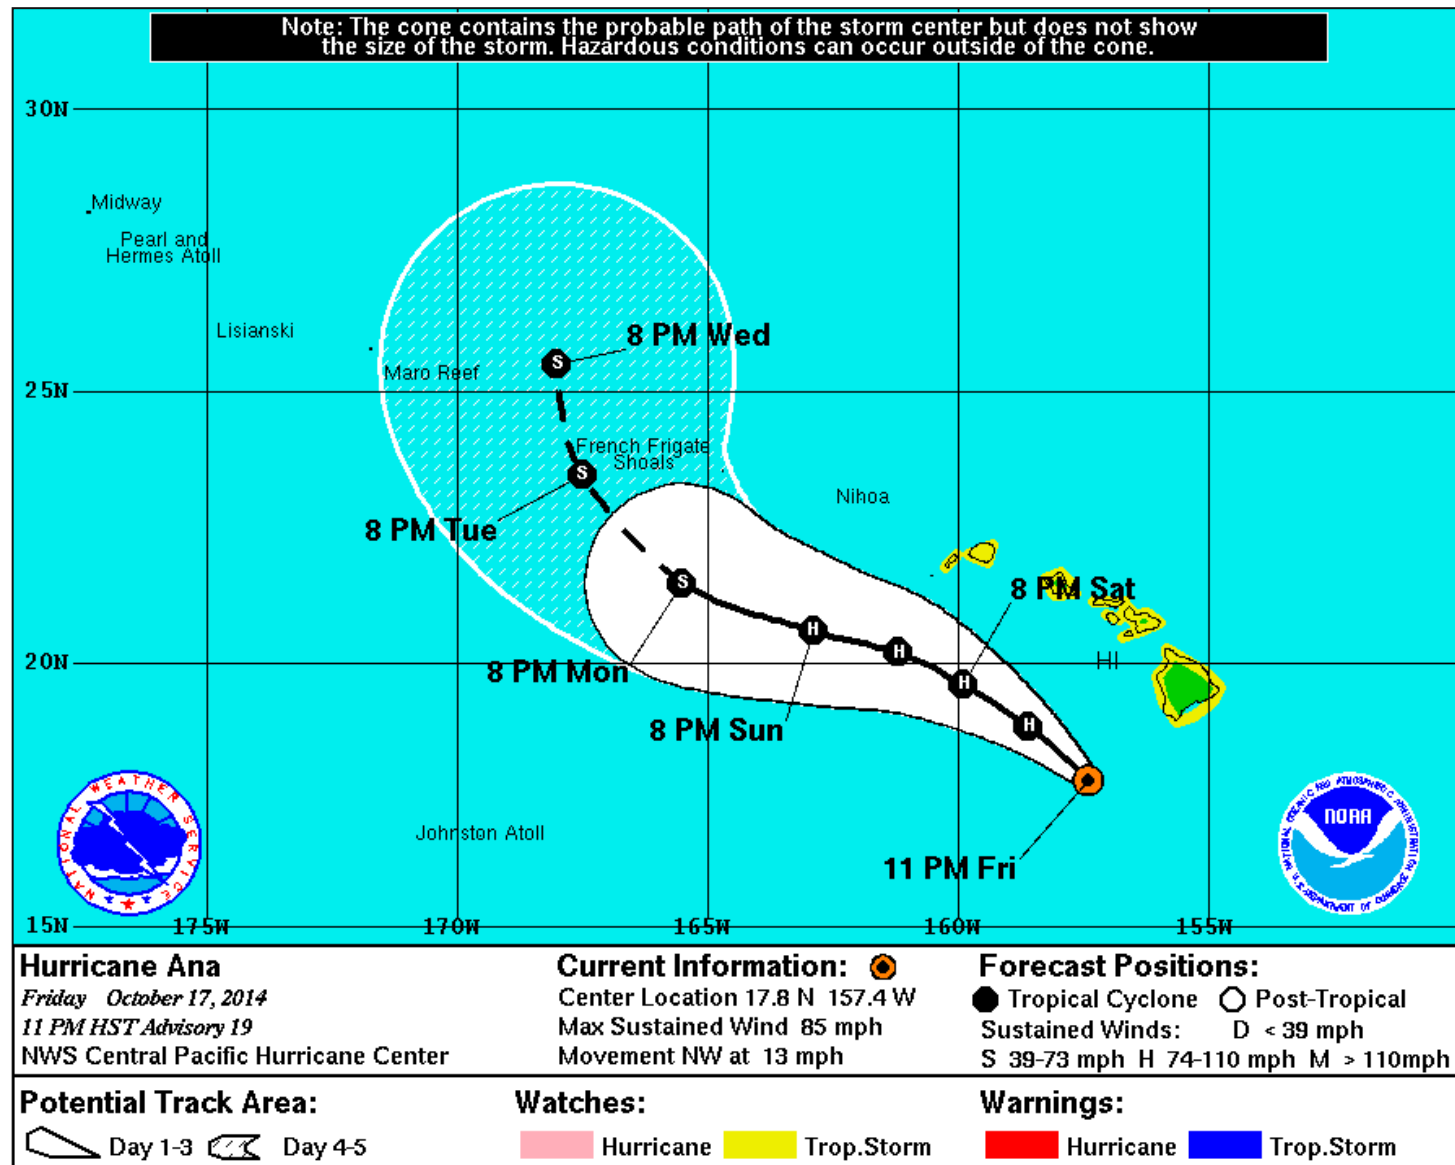 Note: The cone contains the probable path of the storm center but does not show
the size of the storm. Hazardous conditions can occur outside of the cone.
30N
Midway
Pearl and
Hermes Atoll
Lisianski
8 PM Wed
S
Maro Reef
25N
French Frigate
Shoals
S
Nihoa
8 PM Tue
S
8 PM Sat
H
H
HI
20N
8 PM Mon
H
8 PM Sun
H
NATIONAL WEATHER SERVICE
NOAA
Johnston Atoll
11 PM Fri
15N
175W
170W
165W
160W
155W
Hurricane Ana
Friday October 17, 2014
11 PM HST Advisory 19
NWS Central Pacific Hurricane Center
Current Information:
Center Location 17.8 N 157.4 W
Max Sustained Wind 85 mph
Movement NW at 13 mph
Forecast Positions:
Tropical Cyclone Post-Tropical
Sustained Winds: D < 39 mph
S 39-73 mph H 74-110 mph M > 110mph
Potential Track Area:
Day 1-3 Day 4-5
Watches:
Hurricane Trop.Storm
Warnings:
Hurricane Trop.Storm